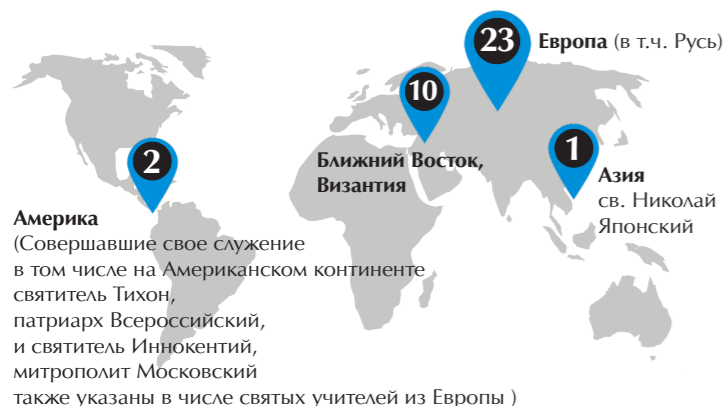 23
Европа (в т.ч. Русь)
10
Ближний Восток,
Византия
1
Азия
св. Николай
Японский
2
Америка
(Совершавшие свое служение
в том числе на Американском континенте
святитель Тихон,
патриарх Всероссийский,
и святитель Иннокентий,
митрополит Московский
также указаны в числе святых учителей из Европы )